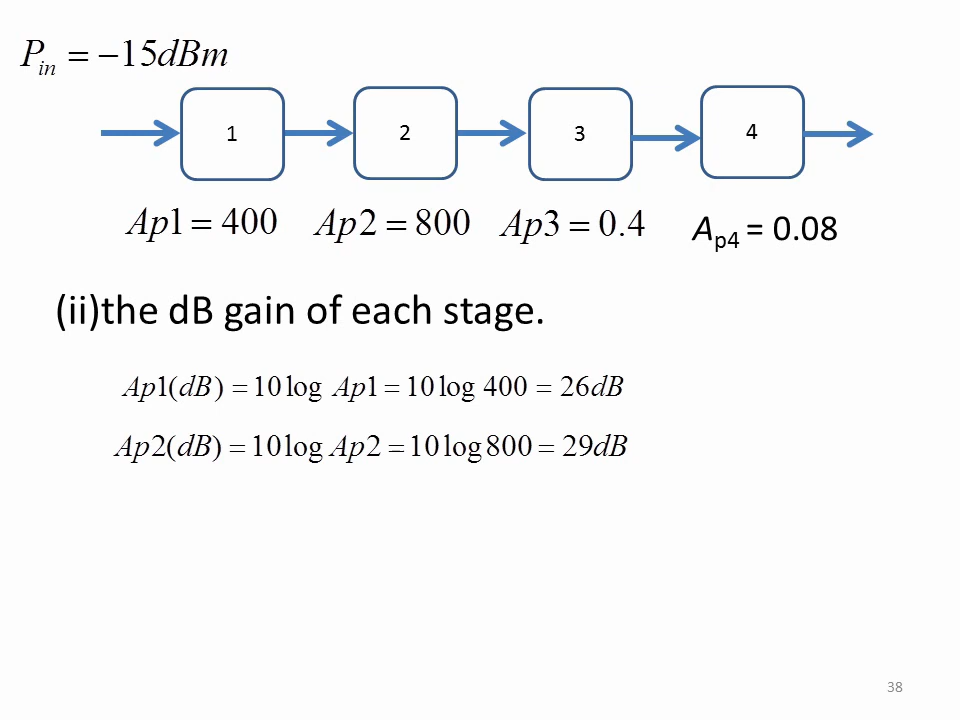 P_in = −15dBm
1 2 3 4
Ap1 = 400 Ap2 = 800 Ap3 = 0.4 A_p4 = 0.08
(ii)the dB gain of each stage.
Ap1(dB) = 10 log Ap1 = 10 log 400 = 26dB
Ap2(dB) = 10 log Ap2 = 10 log 800 = 29dB
38